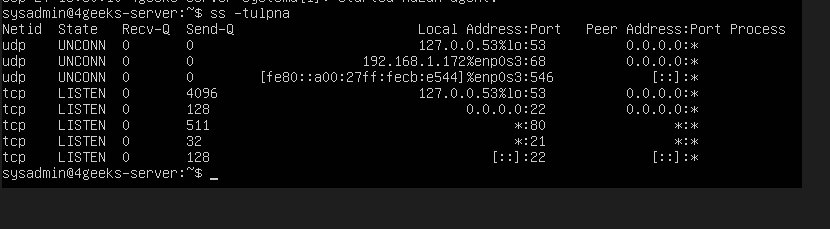 sysadmin@4geeks-server:~$ ss -tulpna
Netid State Recv-Q Send-Q Local Address:Port Peer Address:Port Process
udp UNCONN 0 0 127.0.0.53%lo:53 0.0.0.0:*
udp UNCONN 0 0 192.168.1.172%enp0s3:68 0.0.0.0:*
udp UNCONN 0 0 [fe80::a00:27ff:fecb:e544]%enp0s3:546 [::]:*
tcp LISTEN 0 4096 127.0.0.53%lo:53 0.0.0.0:*
tcp LISTEN 0 128 0.0.0.0:22 0.0.0.0:*
tcp LISTEN 0 511 *:80 *:*
tcp LISTEN 0 32 *:21 *:*
tcp LISTEN 0 128 [::]:22 [::]:*
sysadmin@4geeks-server:~$ _